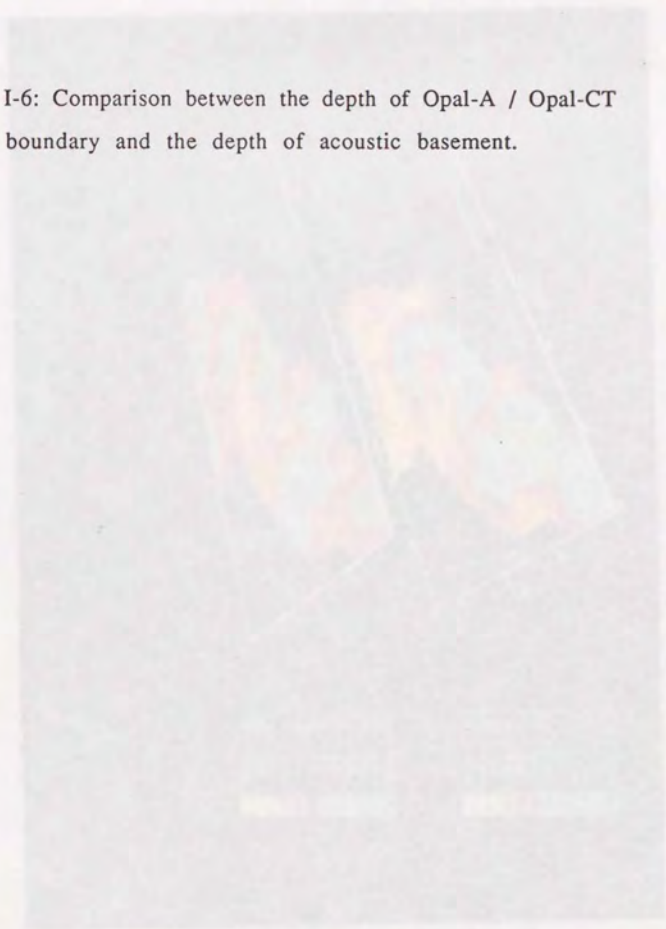 I-6: Comparison between the depth of Opal-A / Opal-CT
boundary and the depth of acoustic basement.